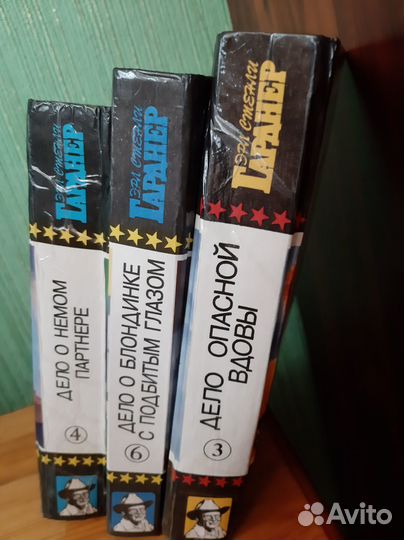 ЭРЛ СТЕНЛИ
ГАРДНЕР
ДЕЛО О НЕМОМ
ПАРТНЕРЕ
4
ЭРЛ СТЕНЛИ
ГАРДНЕР
ДЕЛО О БЛОНДИНКЕ
С ПОДБИТЫМ ГЛАЗОМ
6
ЭРЛ СТЕНЛИ
ГАРДНЕР
ДЕЛО ОПАСНОЙ
ВДОВЫ
3
Avito